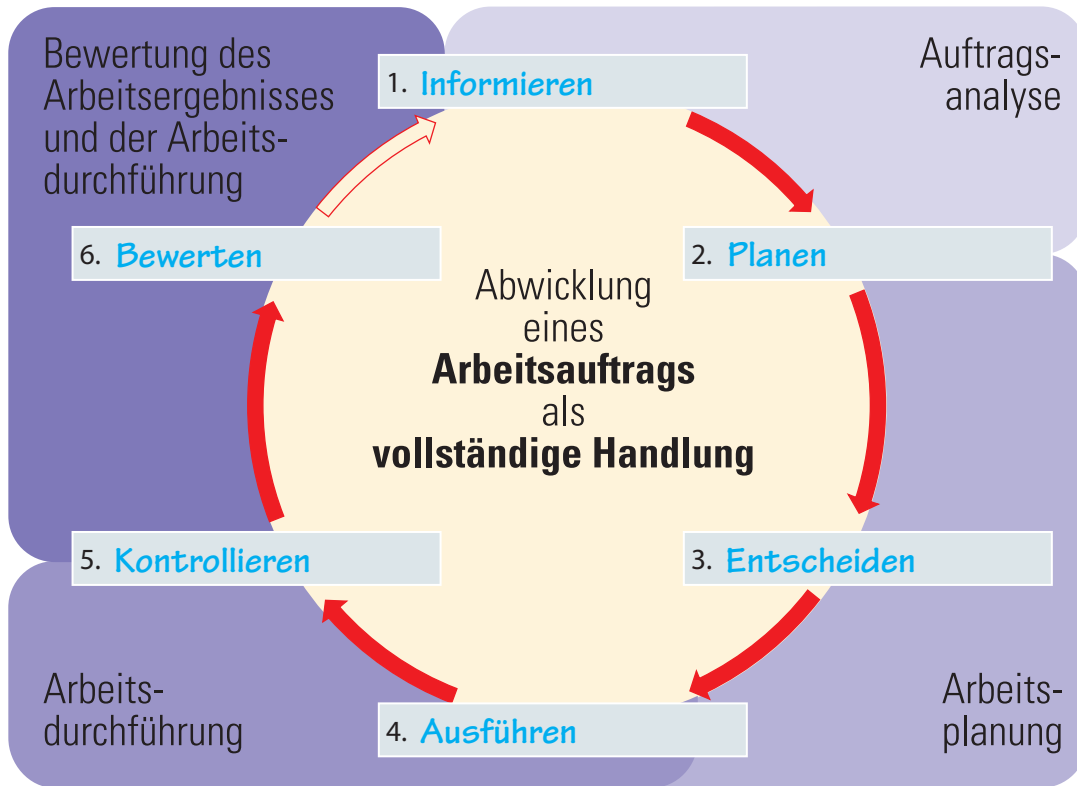 Bewertung des
Arbeitsergebnisses
und der Arbeits-
durchführung
Auftrags-
analyse
1. Informieren
6. Bewerten
2. Planen
Abwicklung
eines
Arbeitsauftrags
als
vollständige Handlung
5. Kontrollieren
3. Entscheiden
Arbeits-
durchführung
4. Ausführen
Arbeits-
planung